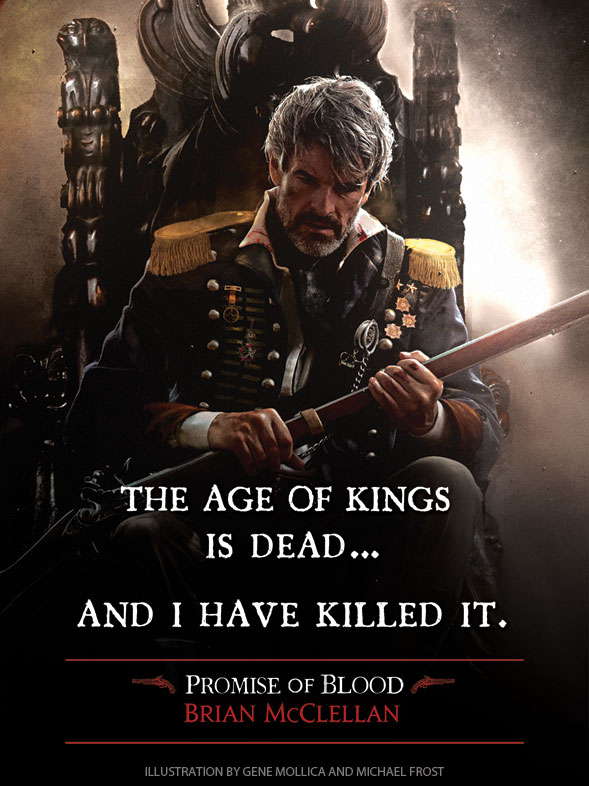 THE AGE OF KINGS
IS DEAD...
AND I HAVE KILLED IT.
PROMISE OF BLOOD
BRIAN MCCLELLAN
ILLUSTRATION BY GENE MOLLICA AND MICHAEL FROST